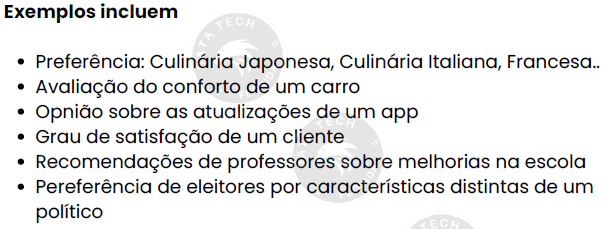 Exemplos incluem
• Preferência: Culinária Japonesa, Culinária Italiana, Francesa..
• Avaliação do conforto de um carro
• Opnião sobre as atualizações de um app
• Grau de satisfação de um cliente
• Recomendações de professores sobre melhorias na escola
• Pereferência de eleitores por características distintas de um
político